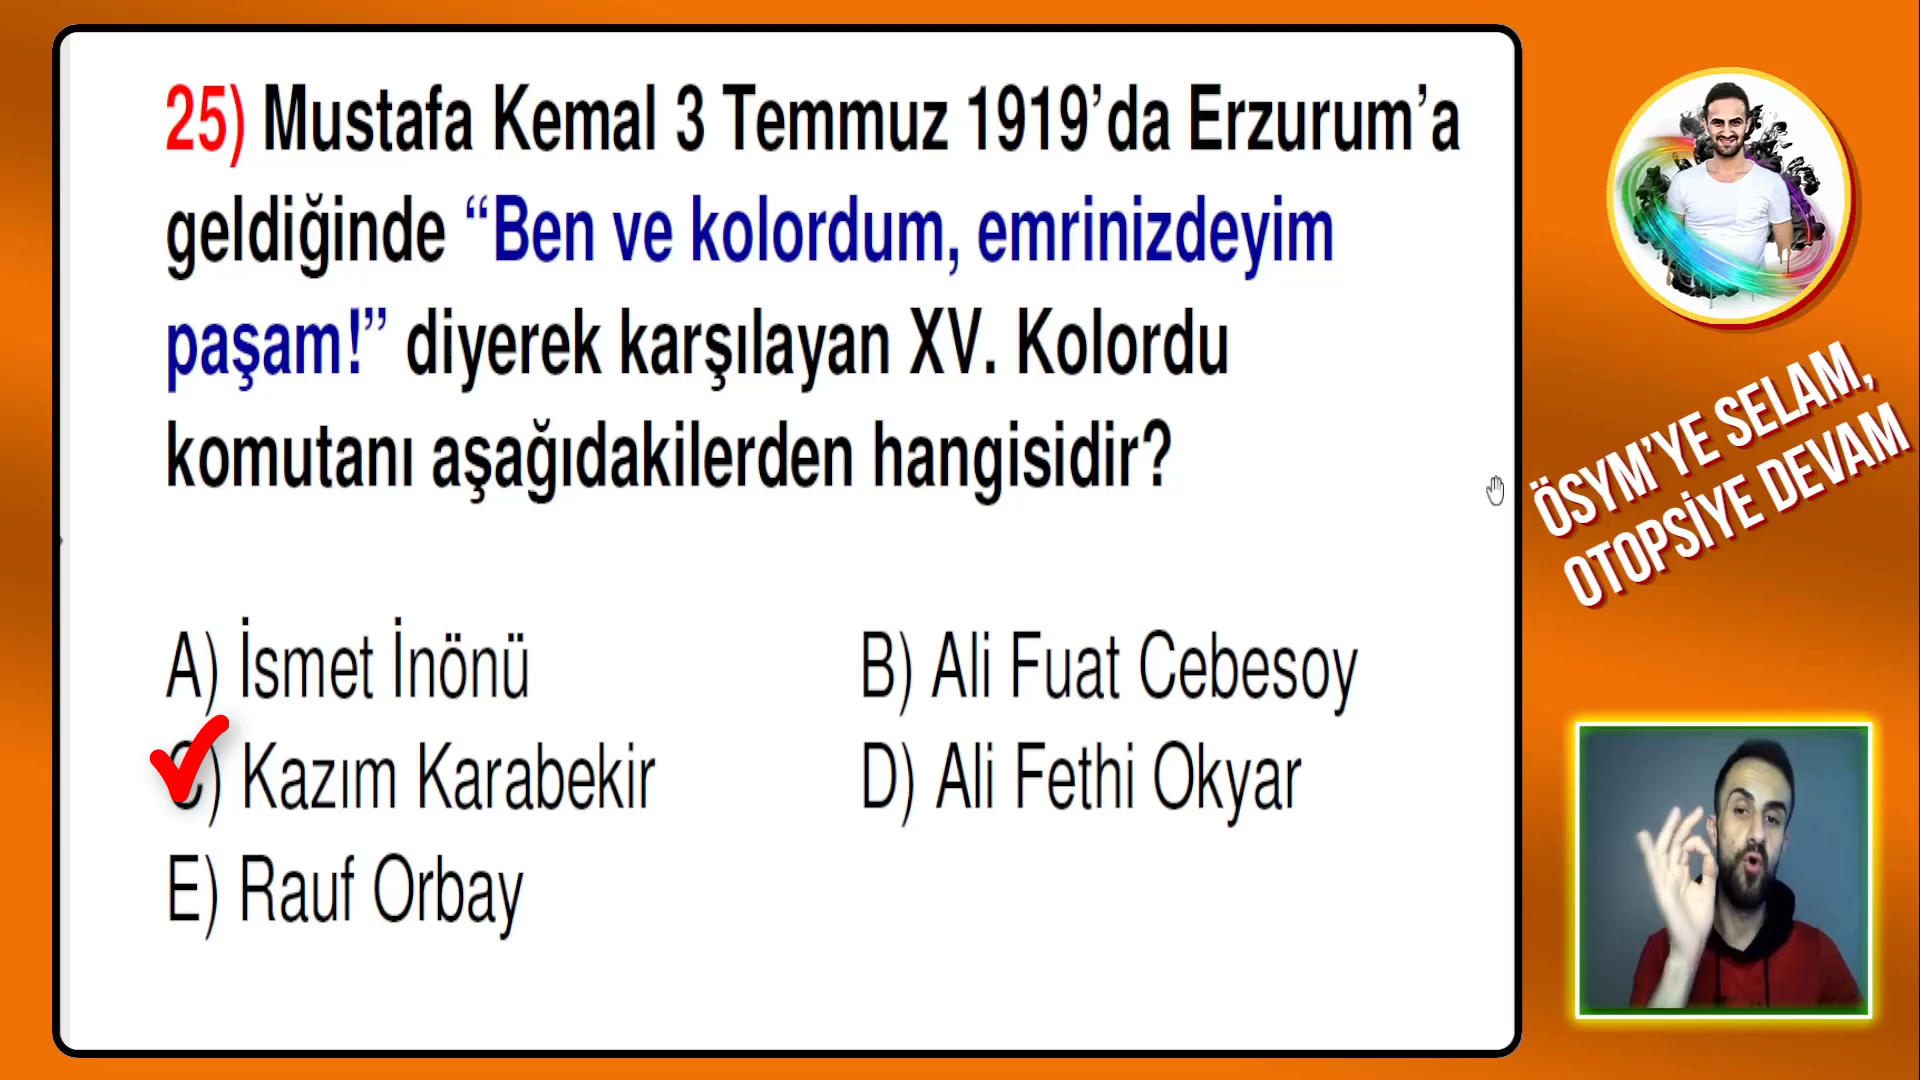 25) Mustafa Kemal 3 Temmuz 1919’da Erzurum’a
geldiğinde “Ben ve kolordum, emrinizdeyim
paşam!” diyerek karşılayan XV. Kolordu
komutanı aşağıdakilerden hangisidir?
A) İsmet İnönü
B) Ali Fuat Cebesoy
C) Kazım Karabekir
D) Ali Fethi Okyar
E) Rauf Orbay
ÖSYM’YE SELAM,
OTOPSİYE DEVAM